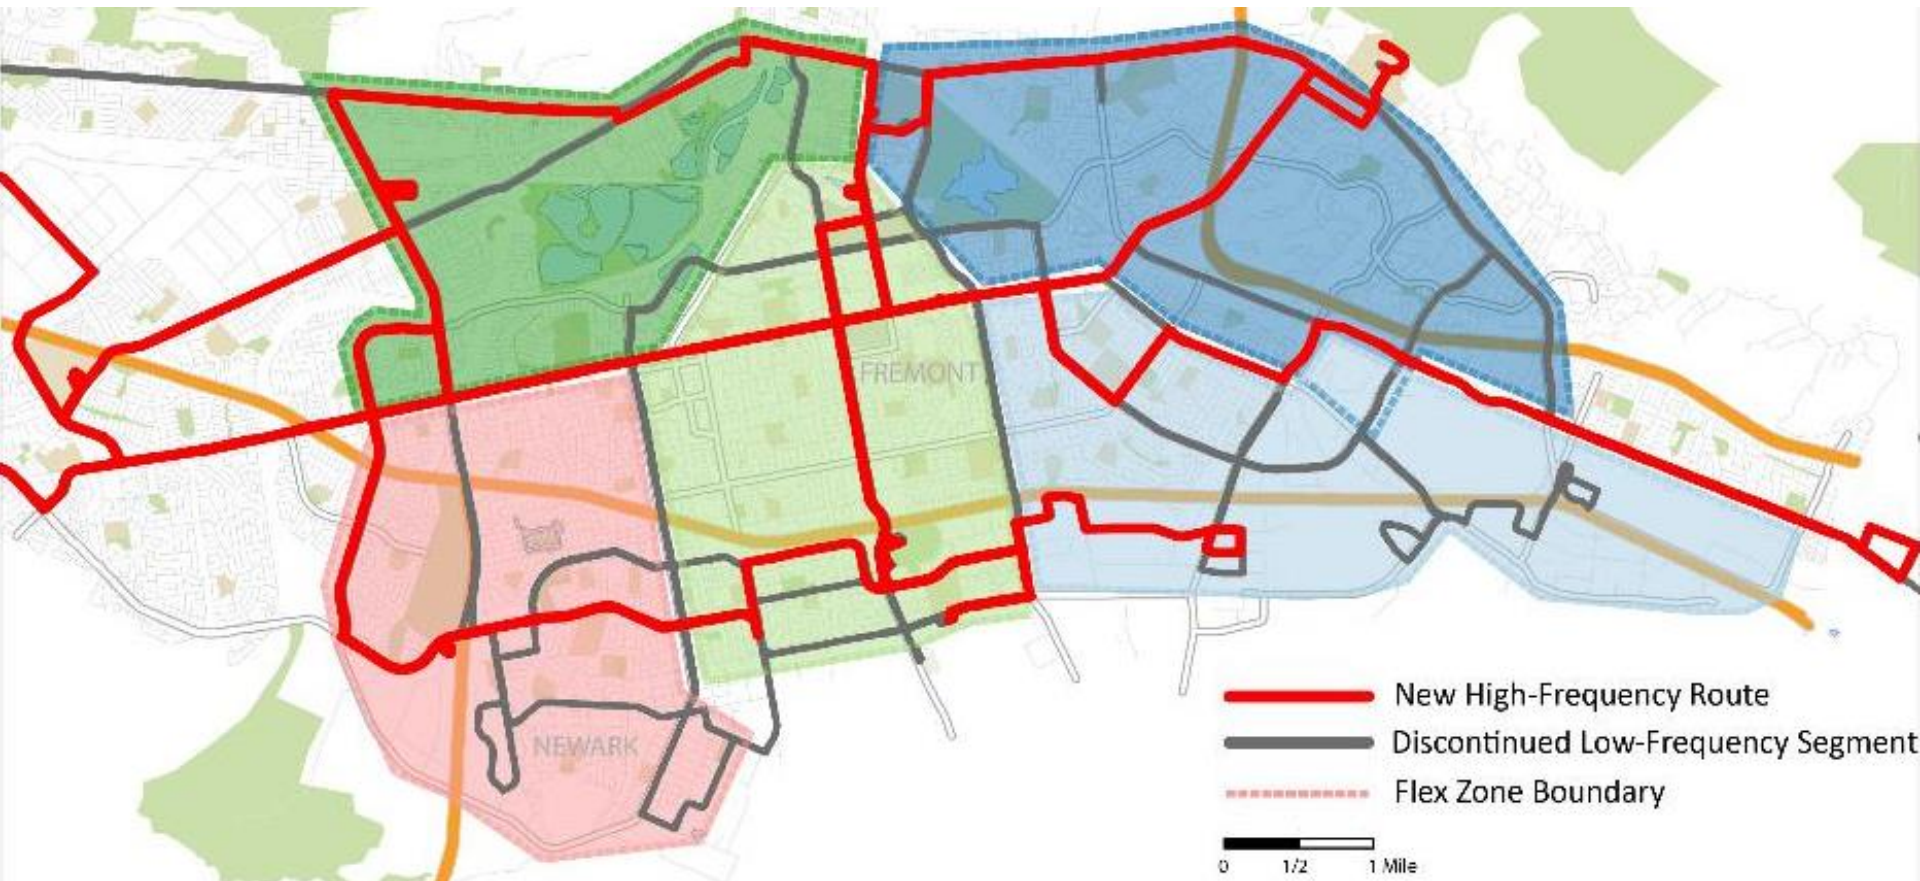 FREMONT
NEWARK
New High-Frequency Route
Discontinued Low-Frequency Segment
Flex Zone Boundary
0 1/2 1 Mile